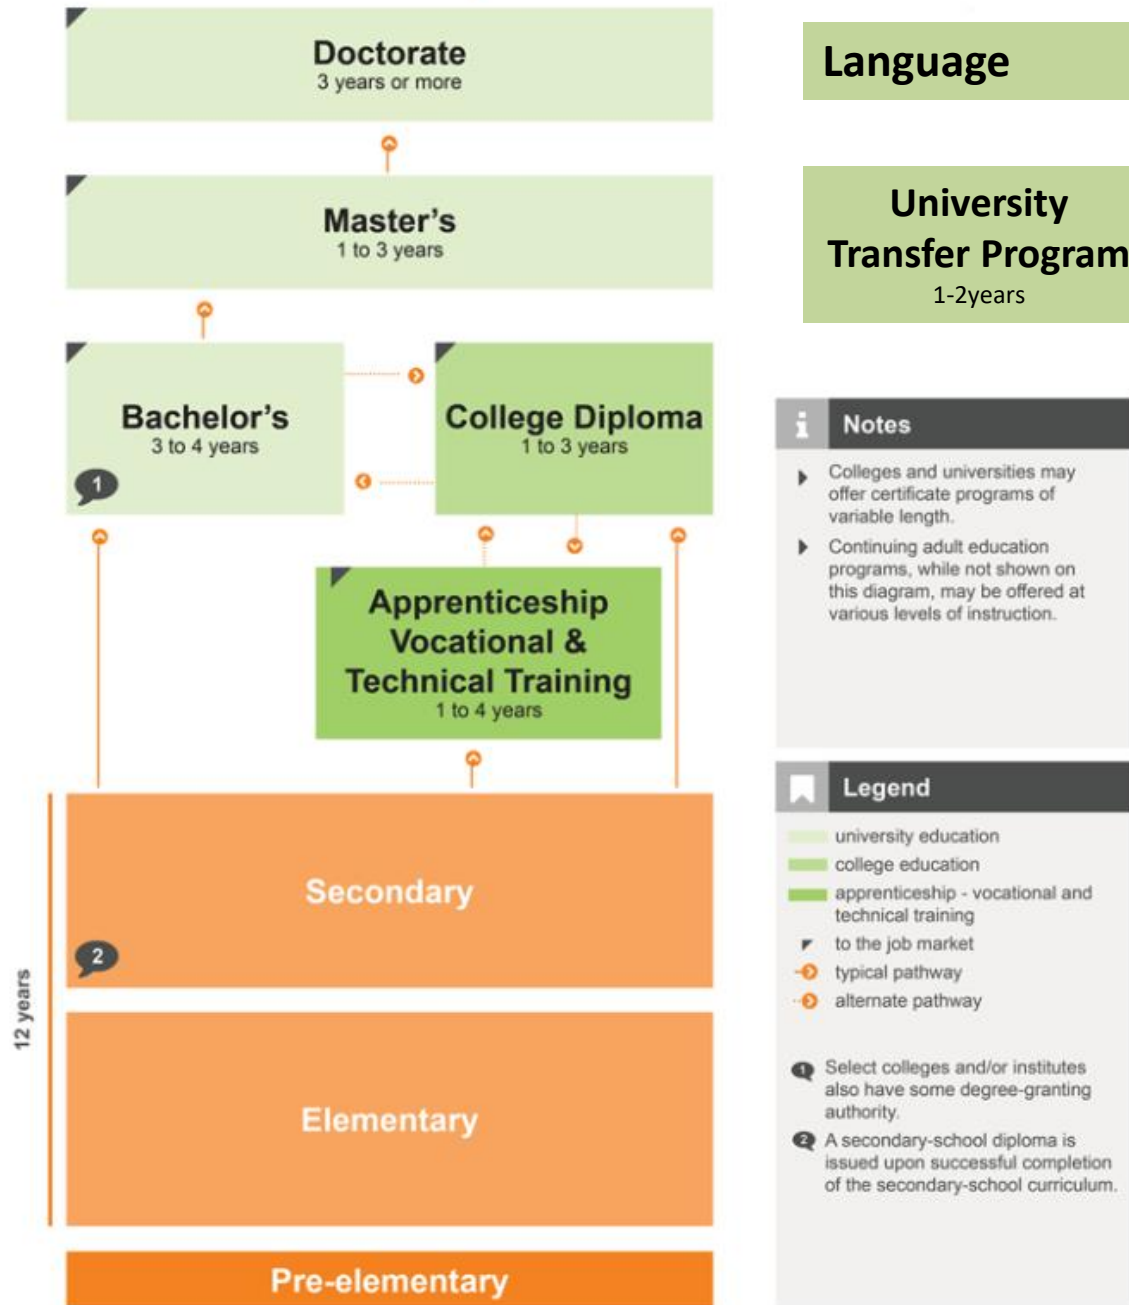 Doctorate
3 years or more
Master's
1 to 3 years
Bachelor's
3 to 4 years
1
College Diploma
1 to 3 years
Apprenticeship
Vocational &
Technical Training
1 to 4 years
12 years
Secondary
2
Elementary
Pre-elementary
Language
University
Transfer Program
1-2years
i Notes
Colleges and universities may
offer certificate programs of
variable length.
Continuing adult education
programs, while not shown on
this diagram, may be offered at
various levels of instruction.
Legend
university education
college education
apprenticeship - vocational and
technical training
to the job market
typical pathway
alternate pathway
1 Select colleges and/or institutes
also have some degree-granting
authority.
2 A secondary-school diploma is
issued upon successful completion
of the secondary-school curriculum.